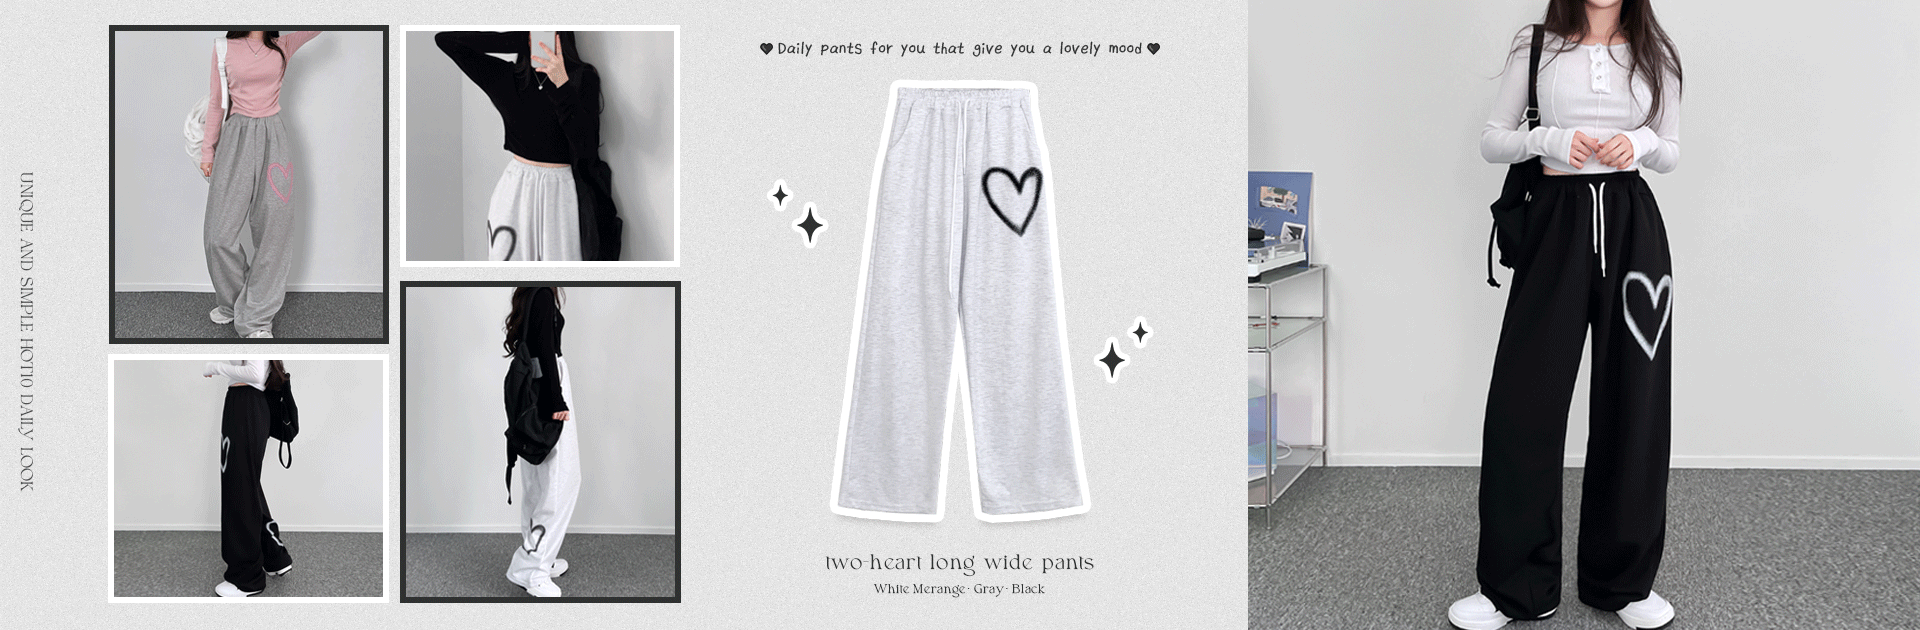 UNIQUE AND SIMPLE HOT10 DAILY LOOK
Daily pants for you that give you a lovely mood
two-heart long wide pants
White Merange · Gray · Black